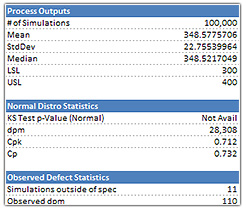 Process Outputs
# of Simulations 100,000
Mean 348.5775706
StdDev 22.75539964
Median 348.5217049
LSL 300
USL 400
Normal Distro Statistics
KS Test p-Value (Normal) Not Avail
dpm 28,308
Cpk 0.712
Cp 0.732
Observed Defect Statistics
Simulations outside of spec 11
Observed dom 110